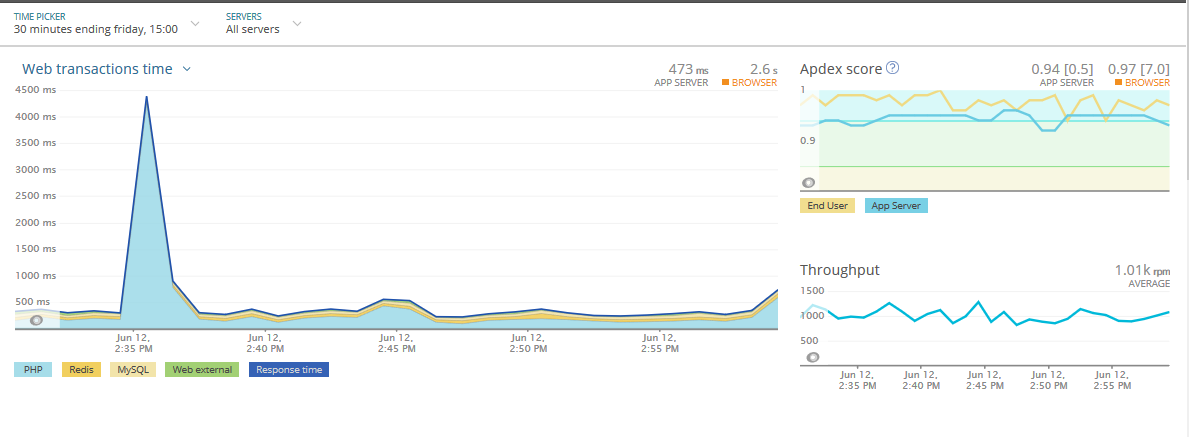 TIME PICKER
30 minutes ending friday, 15:00
SERVERS
All servers
Web transactions time
473 ms
APP SERVER
2.6 s
BROWSER
4500 ms
4000 ms
3500 ms
3000 ms
2500 ms
2000 ms
1500 ms
1000 ms
500 ms
Jun 12,
2:35 PM
Jun 12,
2:40 PM
Jun 12,
2:45 PM
Jun 12,
2:50 PM
Jun 12,
2:55 PM
PHP
Redis
MySQL
Web external
Response time
Apdex score
?
0.94 [0.5]
APP SERVER
0.97 [7.0]
BROWSER
1
0.9
End User
App Server
Throughput
1.01k rpm
AVERAGE
1500
1000
500
Jun 12,
2:35 PM
Jun 12,
2:40 PM
Jun 12,
2:45 PM
Jun 12,
2:50 PM
Jun 12,
2:55 PM